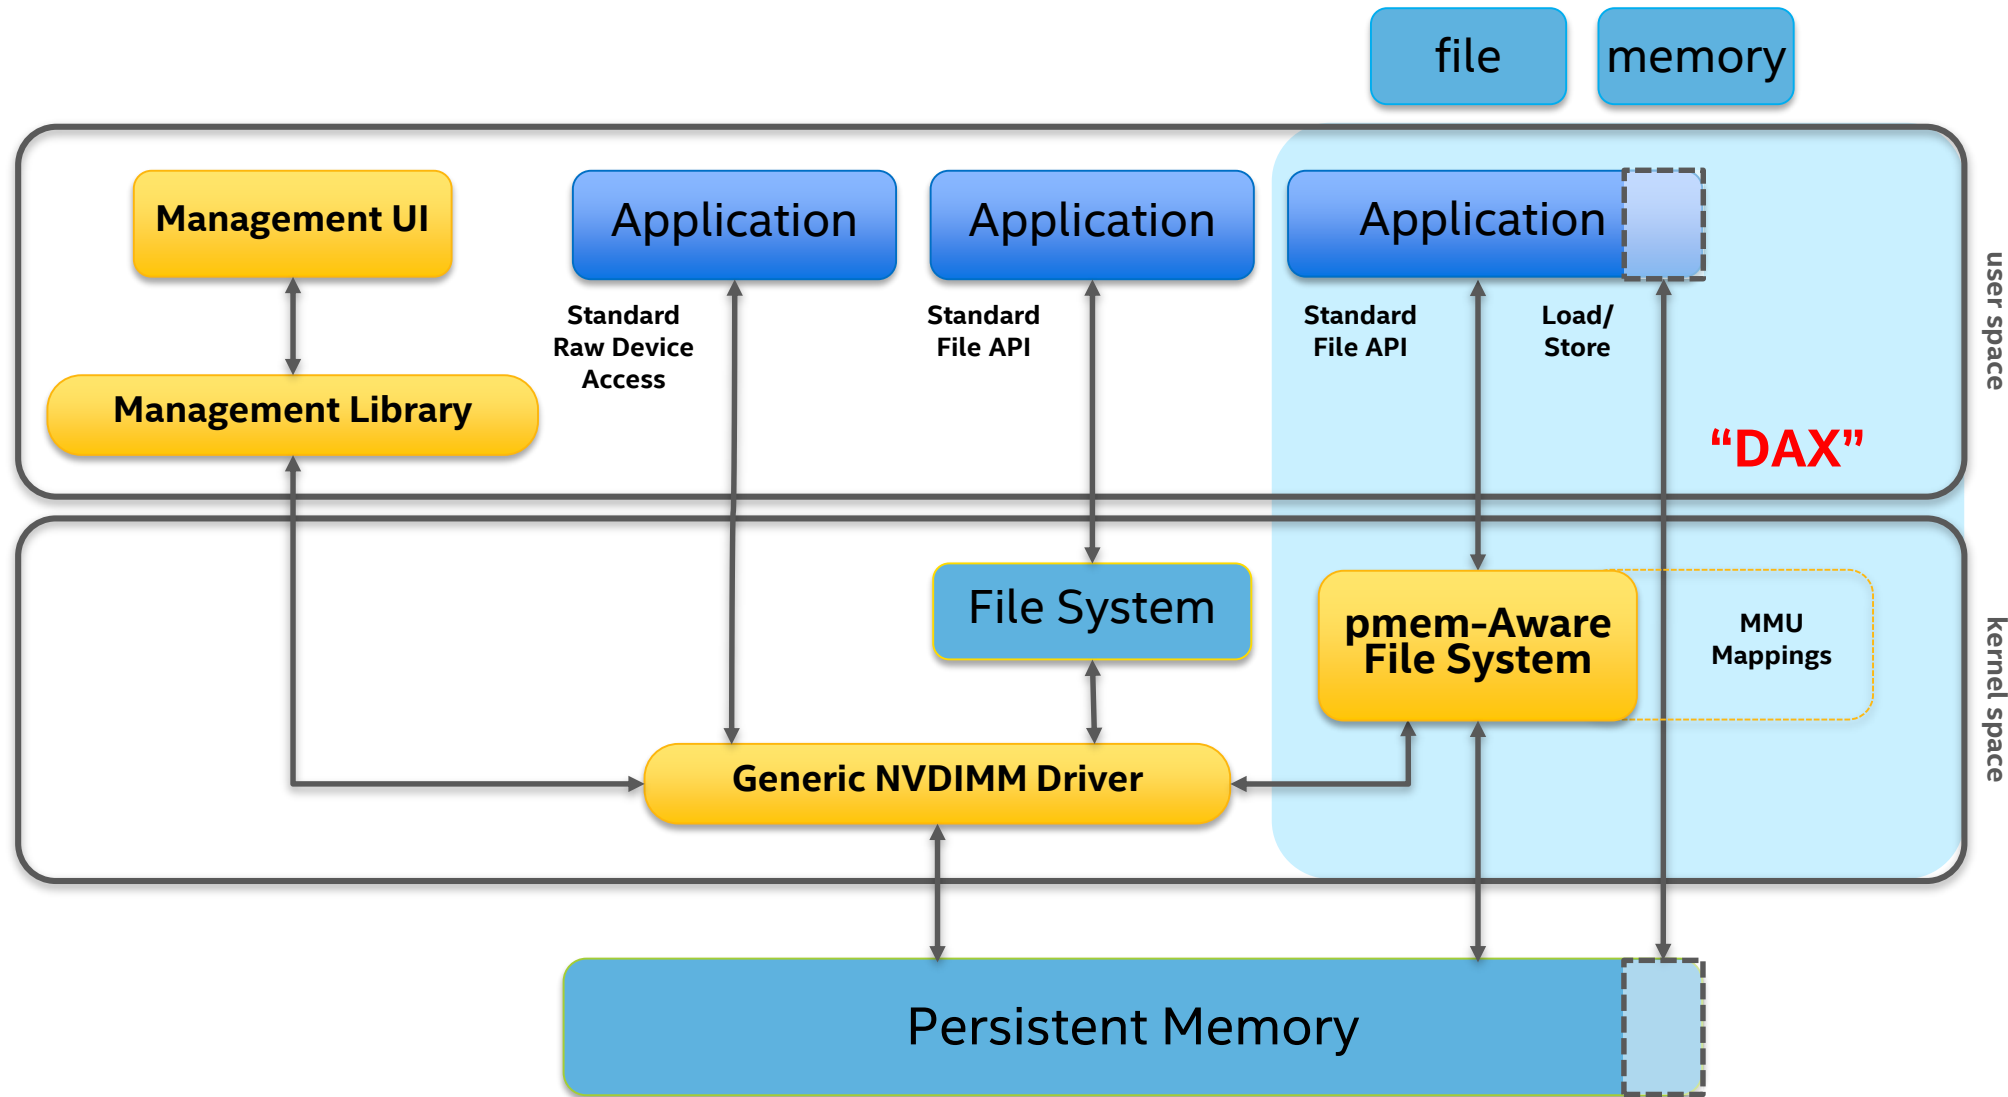 file
memory
Management UI
Application
Application
Application
Standard
Raw Device
Access
Standard
File API
Standard
File API
Load/
Store
Management Library
“DAX”
user space
File System
pmem-Aware
File System
MMU
Mappings
kernel space
Generic NVDIMM Driver
Persistent Memory